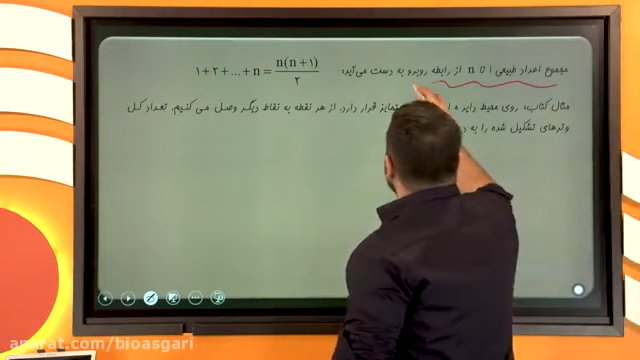 مجموع اعداد طبیعی ۱ تا n از رابطه روبرو به دست می‌آید: ۱+۲+...+n = n(n+۱)/۲
مثال کتاب: روی محیط دایره ۵ قرار دارد. از هر نقطه به نقاط دیگر وصل می کنیم. تعداد کل
وترهای تشکیل شده را به
aparat.com/bioasgari